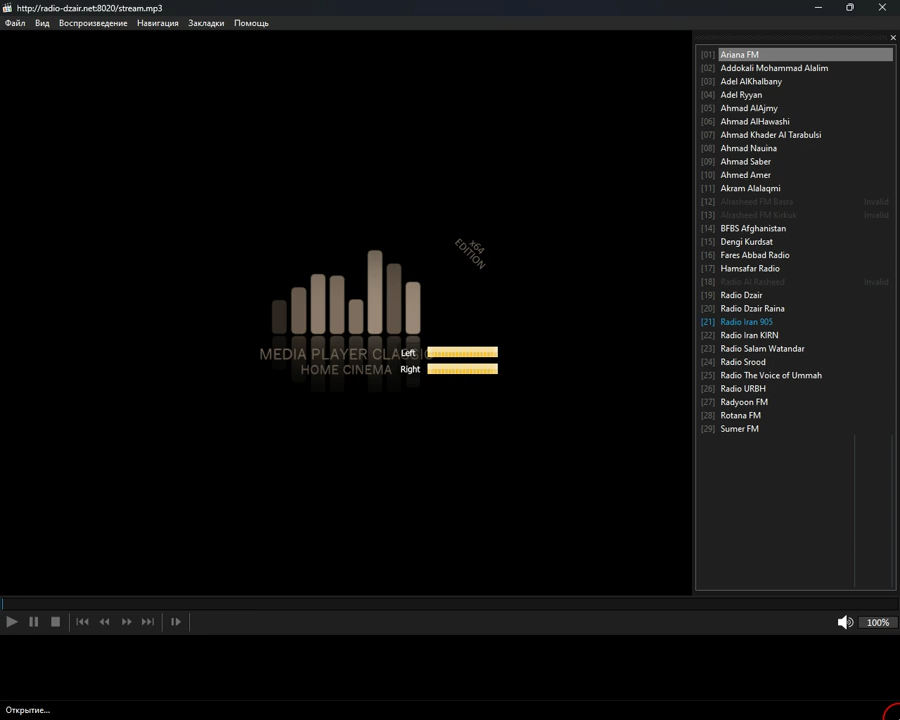 http://radio-dzair.net:8020/stream.mp3
Файл Вид Воспроизведение Навигация Закладки Помощь
[01] Ariana FM
[02] Addokali Mohammad Alalim
[03] Adel AlKhalbany
[04] Adel Ryyan
[05] Ahmad AlAjmy
[06] Ahmad AlHawashi
[07] Ahmad Khader Al Tarabulsi
[08] Ahmad Nauina
[09] Ahmad Saber
[10] Ahmed Amer
[11] Akram Alalaqmi
[12] Alrasheed FM Basra Invalid
[13] Alrasheed FM Kirkuk Invalid
[14] BFBS Afghanistan
[15] Dengi Kurdsat
[16] Fares Abbad Radio
[17] Hamsafar Radio
[18] Radio Al Rasheed Invalid
[19] Radio Dzair
[20] Radio Dzair Raina
[21] Radio Iran 905
[22] Radio Iran KIRN
[23] Radio Salam Watandar
[24] Radio Srood
[25] Radio The Voice of Ummah
[26] Radio URBH
[27] Radyoon FM
[28] Rotana FM
[29] Sumer FM
x64
EDITION
MEDIA PLAYER CLASSIC
HOME CINEMA
Left
Right
100%
Открытие...